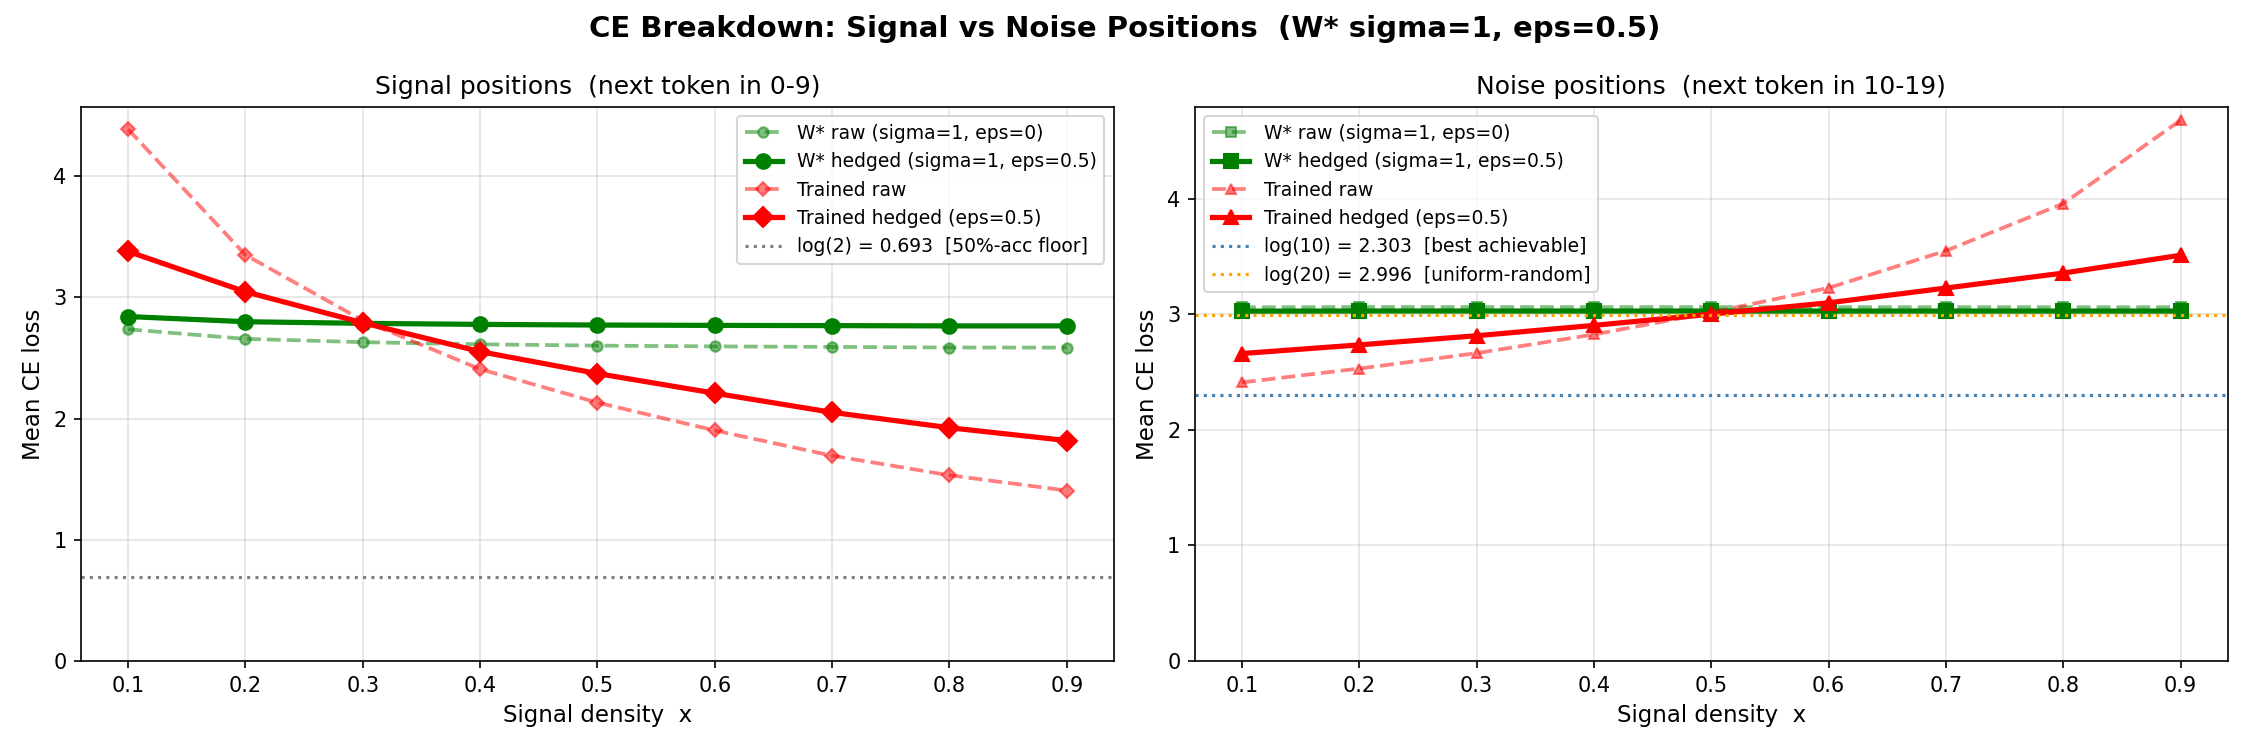 CE Breakdown: Signal vs Noise Positions  (W* sigma=1, eps=0.5)
Signal positions  (next token in 0-9)
Mean CE loss
4
3
2
1
0
W* raw (sigma=1, eps=0)
W* hedged (sigma=1, eps=0.5)
Trained raw
Trained hedged (eps=0.5)
log(2) = 0.693  [50%-acc floor]
0.1 0.2 0.3 0.4 0.5 0.6 0.7 0.8 0.9
Signal density  x
Noise positions  (next token in 10-19)
Mean CE loss
4
3
2
1
0
W* raw (sigma=1, eps=0)
W* hedged (sigma=1, eps=0.5)
Trained raw
Trained hedged (eps=0.5)
log(10) = 2.303  [best achievable]
log(20) = 2.996  [uniform-random]
0.1 0.2 0.3 0.4 0.5 0.6 0.7 0.8 0.9
Signal density  x